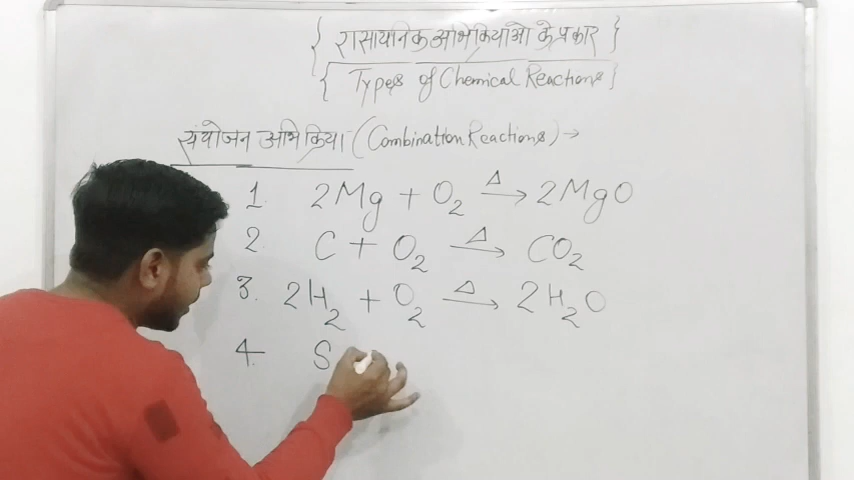 { रासायनिक अभिक्रियाओ के प्रकार }
{ Types of Chemical Reactions }
संयोजन अभिक्रिया (Combination Reactions) →
1. 2Mg + O₂ —Δ→ 2MgO
2. C + O₂ —Δ→ CO₂
3. 2H₂ + O₂ —Δ→ 2H₂O
4. S